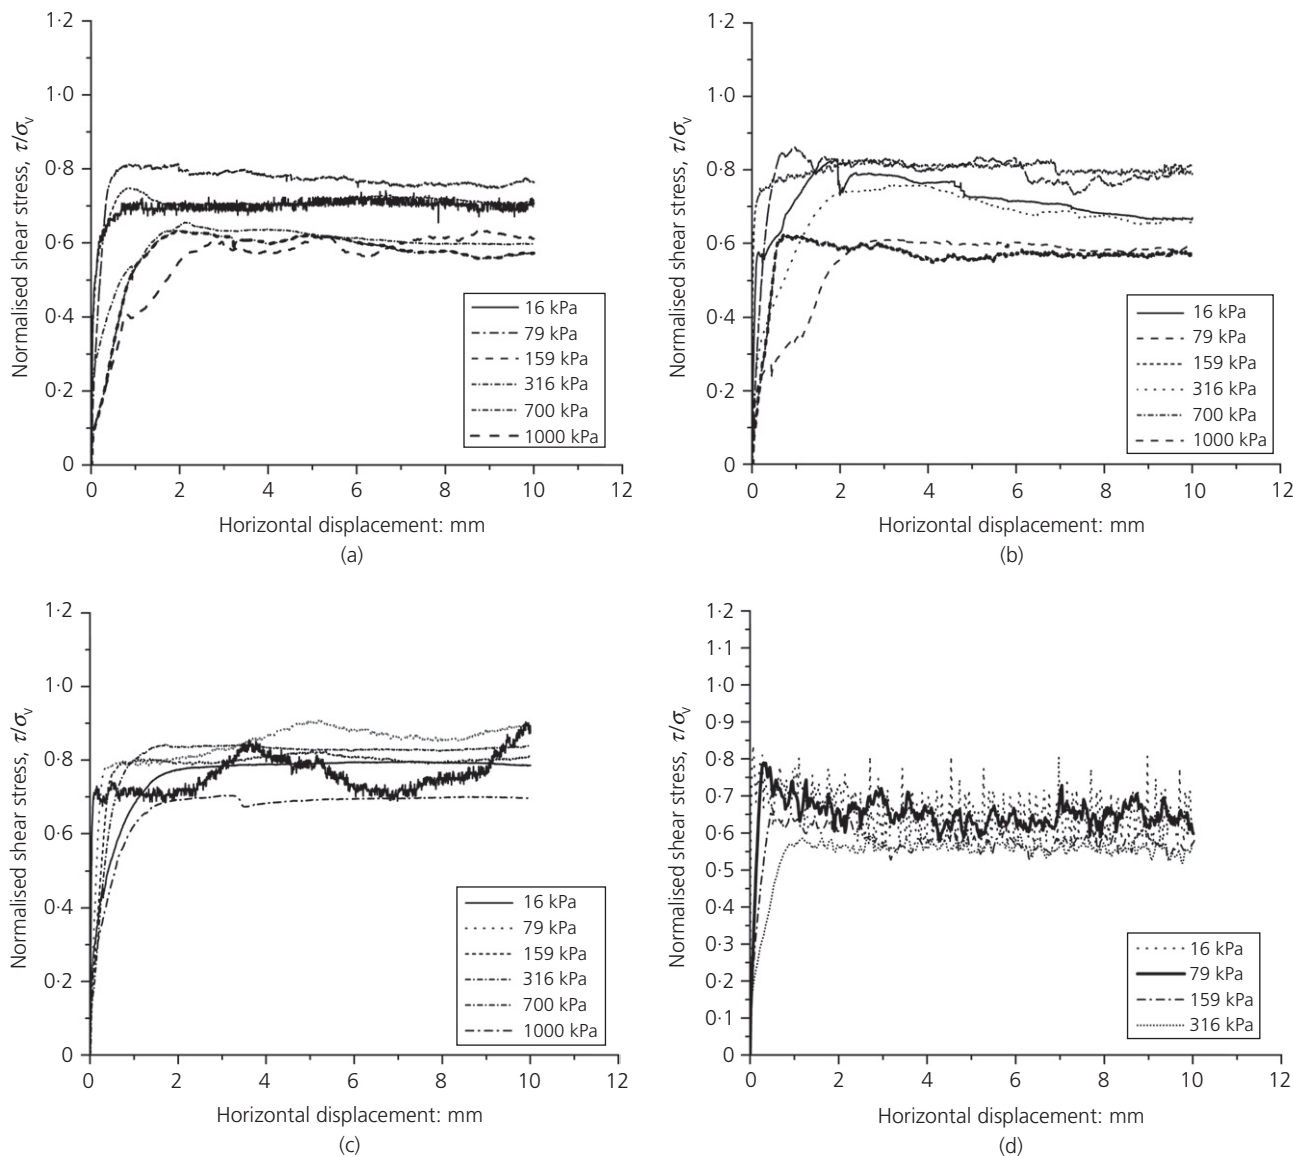 1·2
1·0
0·8
0·6
0·4
0·2
0
Normalised shear stress, τ/σv
16 kPa
79 kPa
159 kPa
316 kPa
700 kPa
1000 kPa
0 2 4 6 8 10 12
Horizontal displacement: mm
(a)
1·2
1·0
0·8
0·6
0·4
0·2
0
Normalised shear stress, τ/σv
16 kPa
79 kPa
159 kPa
316 kPa
700 kPa
1000 kPa
0 2 4 6 8 10 12
Horizontal displacement: mm
(b)
1·2
1·0
0·8
0·6
0·4
0·2
0
Normalised shear stress, τ/σv
16 kPa
79 kPa
159 kPa
316 kPa
700 kPa
1000 kPa
0 2 4 6 8 10 12
Horizontal displacement: mm
(c)
1·2
1·1
1·0
0·9
0·8
0·7
0·6
0·5
0·4
0·3
0·2
0·1
0
Normalised shear stress, τ/σv
16 kPa
79 kPa
159 kPa
316 kPa
0 2 4 6 8 10 12
Horizontal displacement: mm
(d)